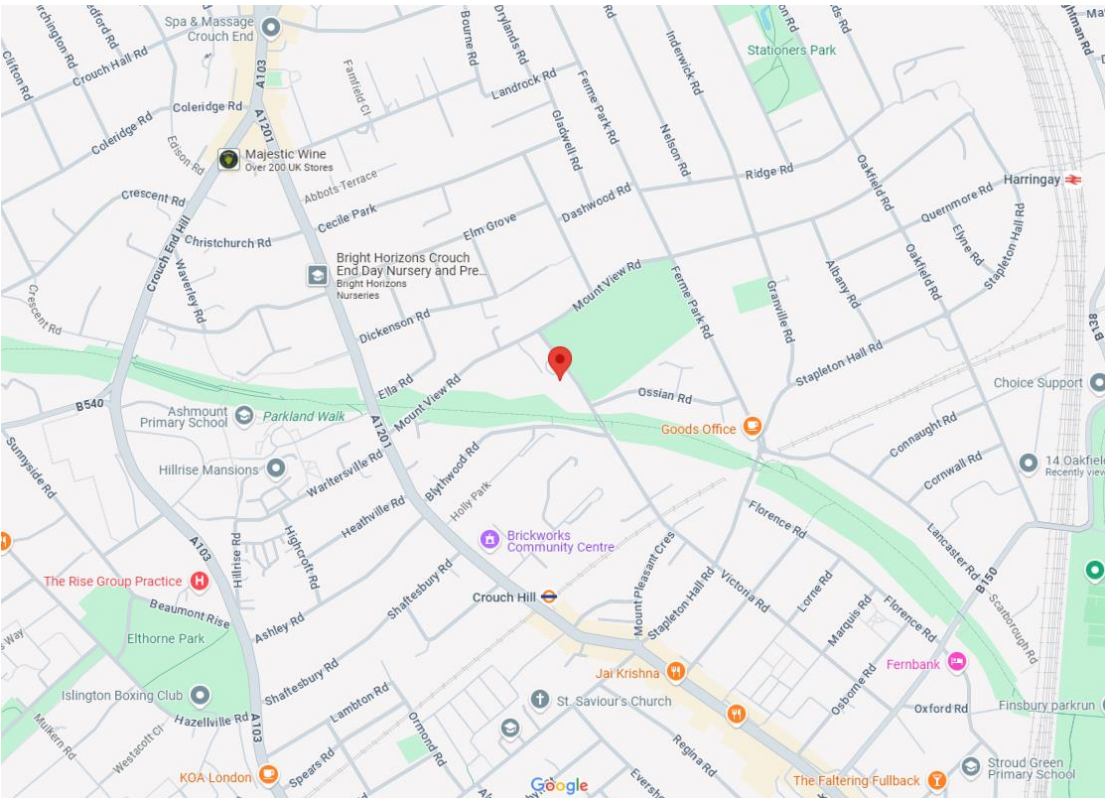 Spa & Massage
Crouch End
Bourne Rd
Drylands Rd
Inderwick Rd
Stationers Park
Clifton Rd
Crouch Hall Rd
A103
Farnfield Cl
Landrock Rd
Ferme Park Rd
Coleridge Rd
Coleridge Rd
A1201
Gladwell Rd
Nelson Rd
Edison Rd
Majestic Wine
Over 200 UK Stores
Oakfield Rd
Ridge Rd
Harringay
Abbots Terrace
Crescent Rd
Dashwood Rd
Quernmore Rd
Cecile Park
Elm Grove
Stapleton Hall Rd
Christchurch Rd
Elyne Rd
Crouch End Hill
Waverley Rd
Bright Horizons Crouch
End Day Nursery and Pre...
Bright Horizons
Nurseries
Oakfield Rd
Albany Rd
Mount View Rd
Ferme Park Rd
Granville Rd
Crescent Rd
Dickenson Rd
B138
Stapleton Hall Rd
Ella Rd
Mount View Rd
Ossian Rd
Choice Support
B540
Ashmount
Primary School
Parkland Walk
A1201
Goods Office
Connaught Rd
Sunnyside Rd
Hillrise Mansions
Warltersville Rd
Blythwood Rd
Cornwall Rd
14 Oakfield
Recently view
Heathville Rd
Holly Park
Florence Rd
Highcroft Rd
Brickworks
Community Centre
Lancaster Rd
A103
Hillrise Rd
The Rise Group Practice
Shaftesbury Rd
Mount Pleasant Cres
Victoria Rd
B150
Crouch Hill
Lorne Rd
Beaumont Rise
Stapleton Hall Rd
Marquis Rd
Florence Rd
Scarborough Rd
Ashley Rd
Elthorne Park
Fernbank
Jai Krishna
Shaftesbury Rd
Islington Boxing Club
St. Saviour's Church
Osborne Rd
Oxford Rd
Finsbury parkrun
Lambton Rd
Hazellville Rd
A103
Ormond Rd
Muikern Rd
Westacott Cl
Regina Rd
Stroud Green
Primary School
KOA London
Spears Rd
Google
The Faltering Fullback